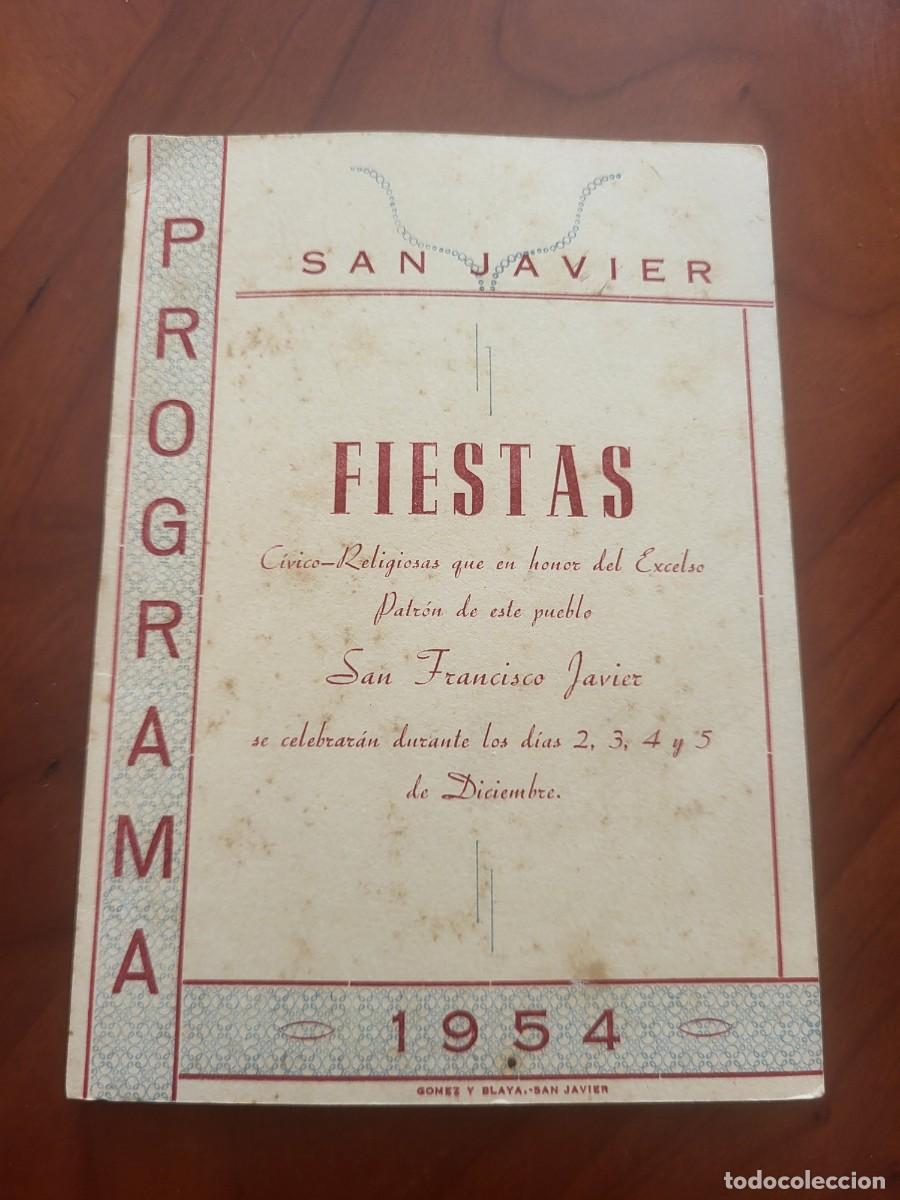 PROGRAMA
SAN JAVIER
FIESTAS
Cívico-Religiosas que en honor del Excelso
Patrón de este pueblo
San Francisco Javier
se celebrarán durante los días 2, 3, 4 y 5
de Diciembre.
1954
GOMEZ Y BLAYA.-SAN JAVIER
todocoleccion